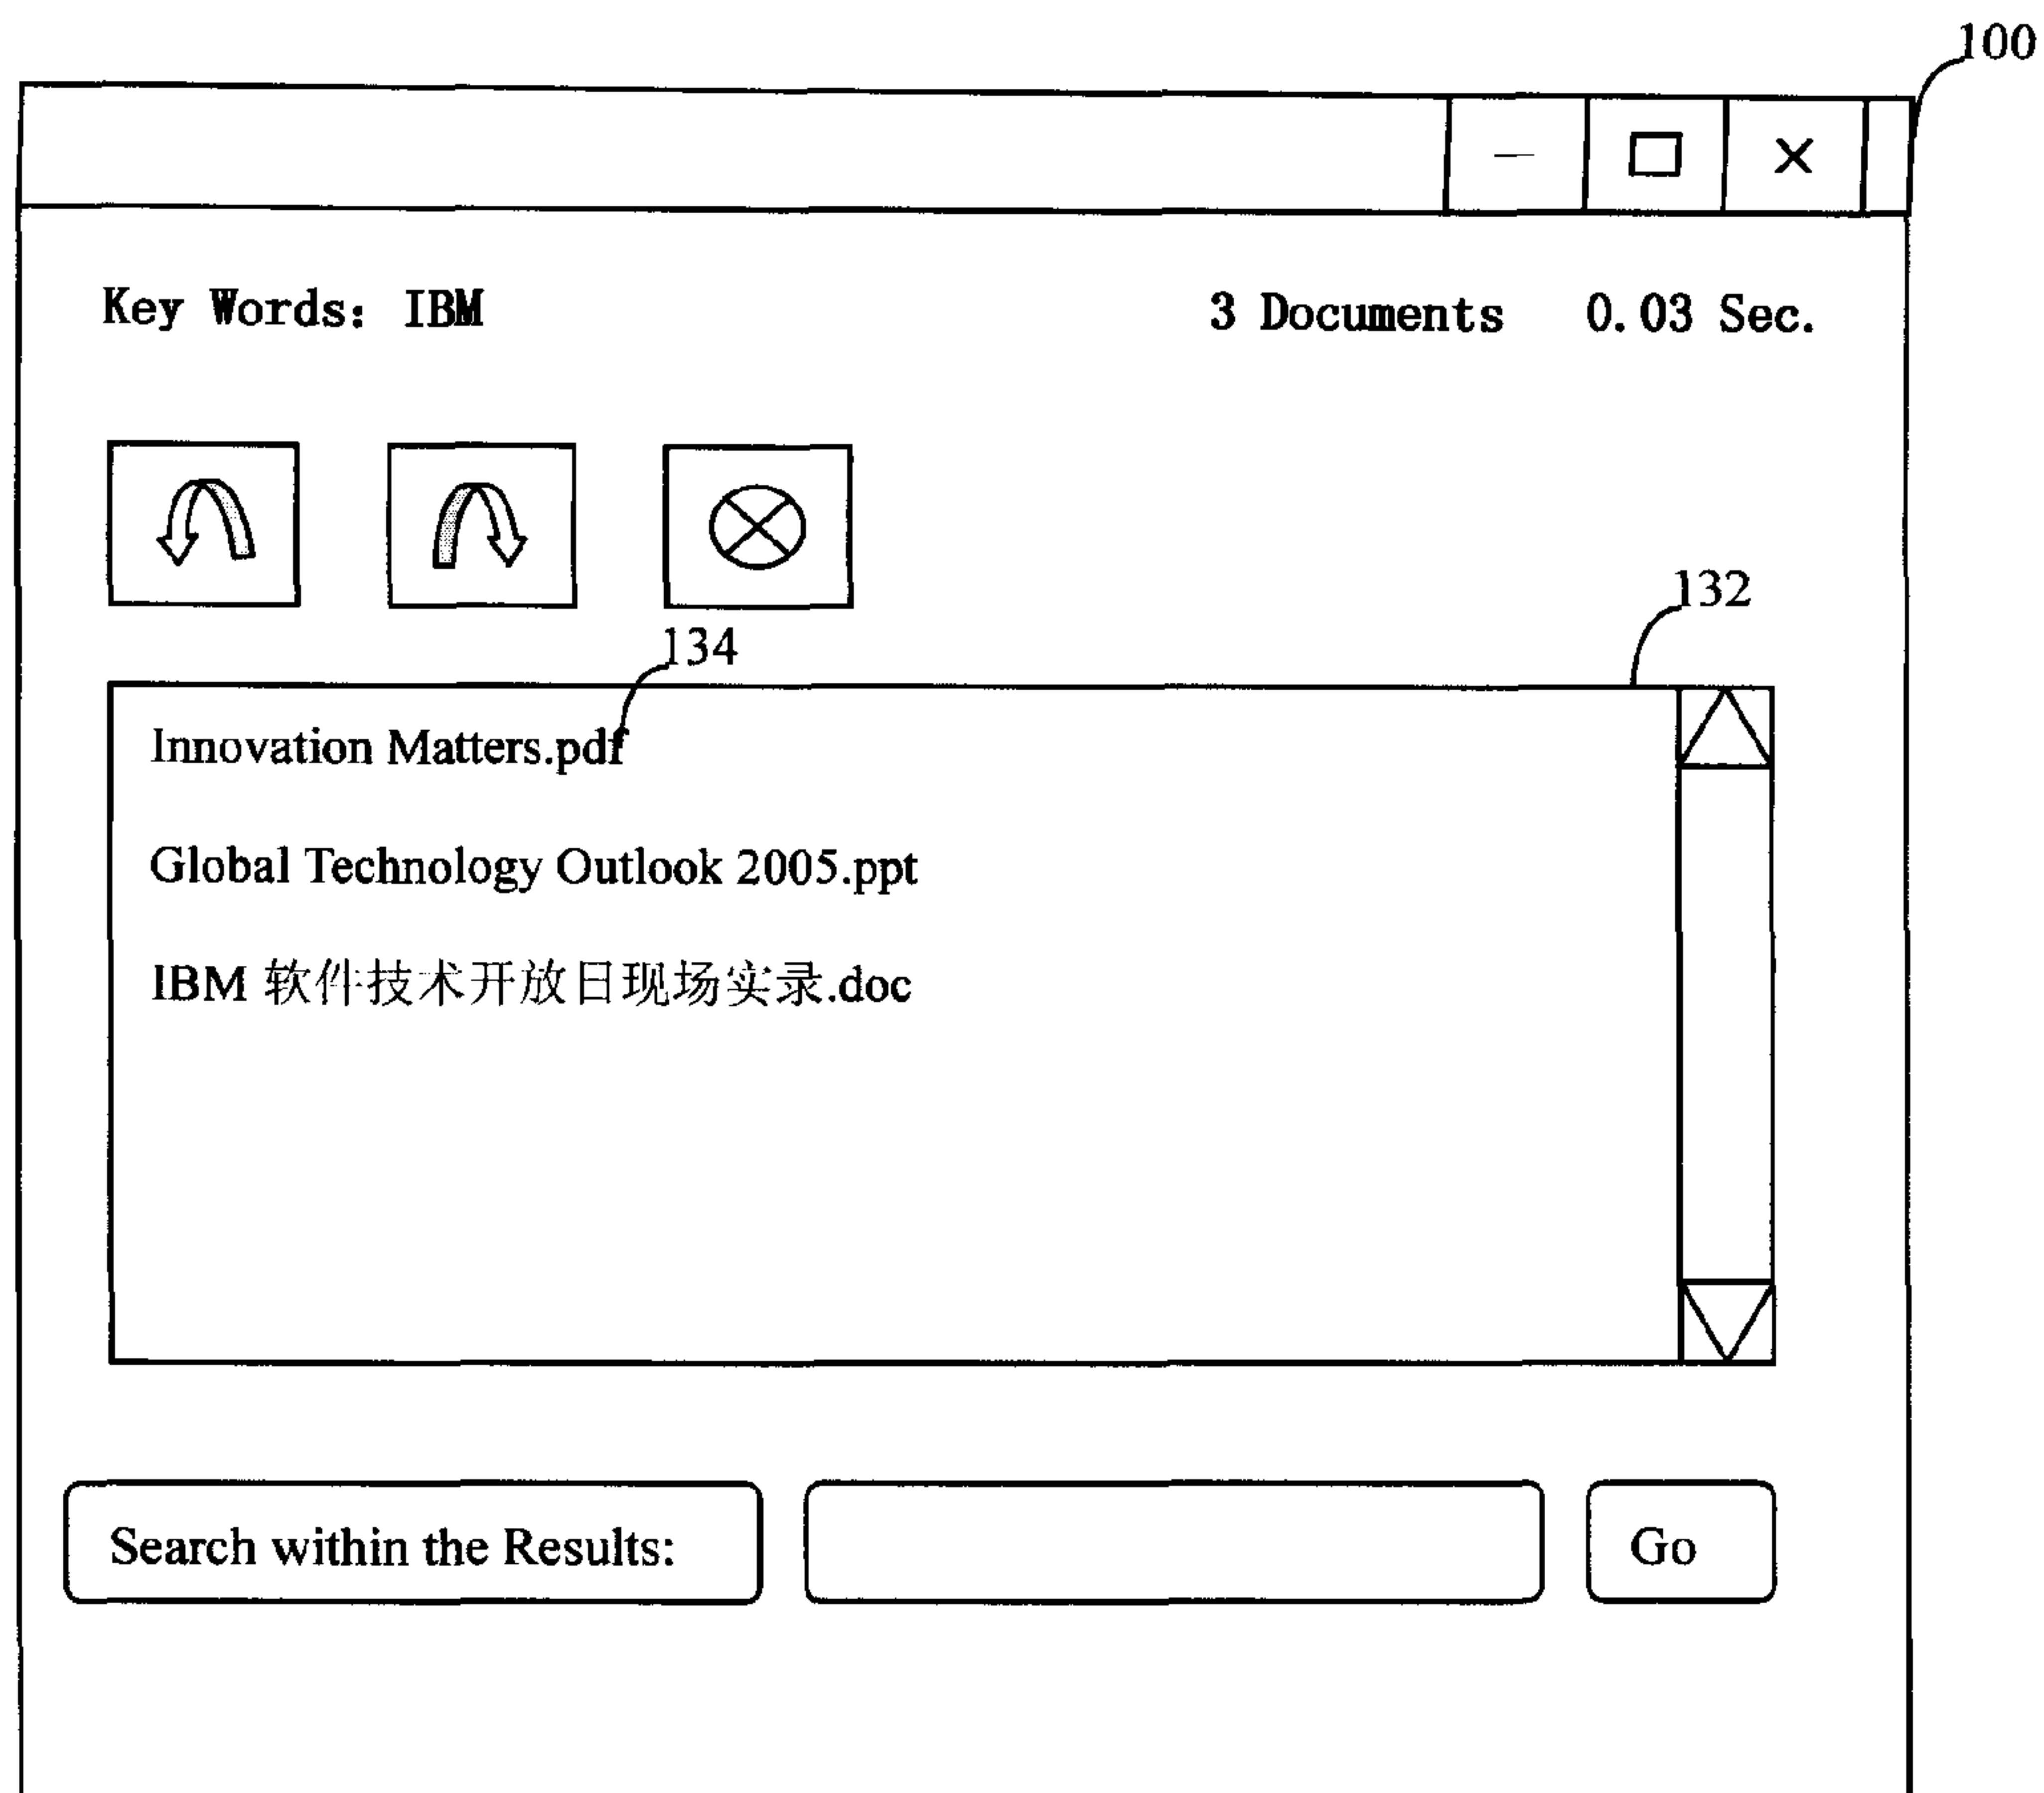 100
Key Words: IBM 3 Documents 0.03 Sec.
132
134
Innovation Matters.pdf
Global Technology Outlook 2005.ppt
IBM 软件技术开放日现场实录.doc
Search within the Results: Go